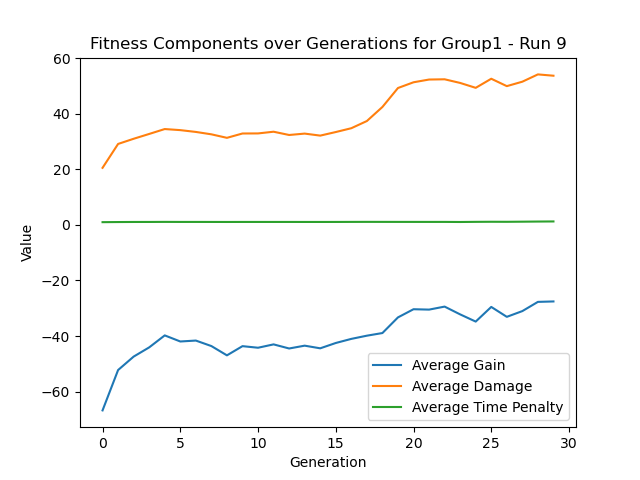 Fitness Components over Generations for Group1 - Run 9
60
40
20
0
−20
−40
−60
Value
Average Gain
Average Damage
Average Time Penalty
0 5 10 15 20 25 30
Generation